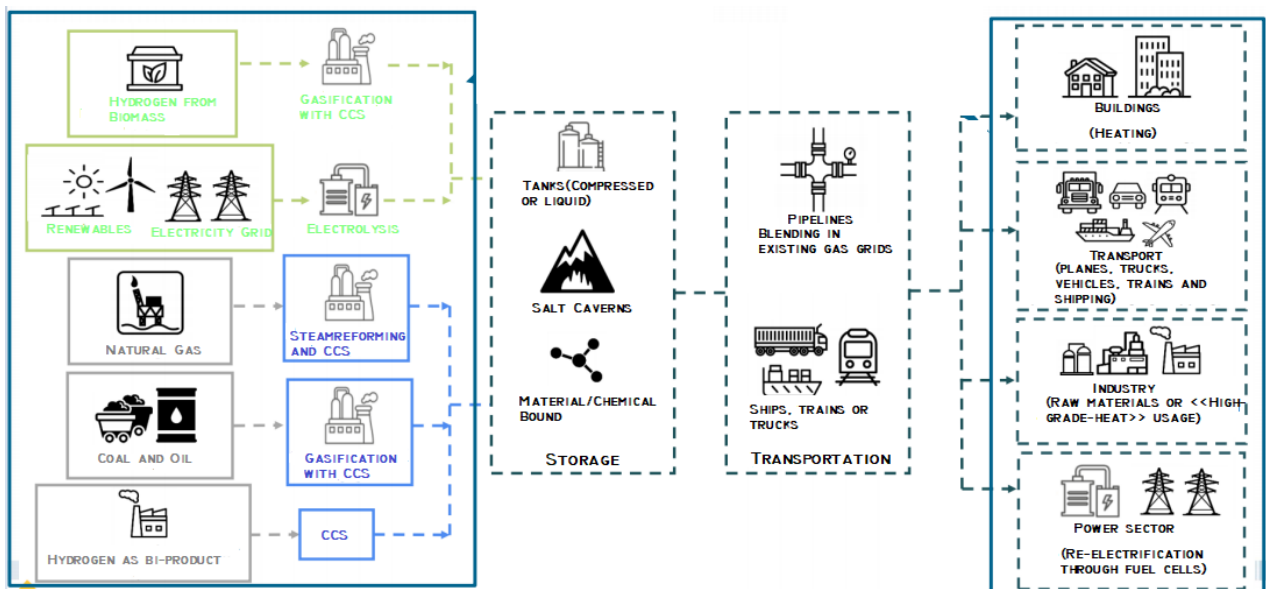 HYDROGEN FROM
BIOMASS
GASIFICATION
WITH CCS
RENEWABLES
ELECTRICITY GRID
ELECTROLYSIS
NATURAL GAS
STEAMREFORMING
AND CCS
COAL AND OIL
GASIFICATION
WITH CCS
HYDROGEN AS BI-PRODUCT
CCS
TANKS(COMPRESSED
OR LIQUID)
SALT CAVERNS
MATERIAL/CHEMICAL
BOUND
STORAGE
PIPELINES
BLENDING IN
EXISTING GAS GRIDS
SHIPS, TRAINS OR
TRUCKS
TRANSPORTATION
BUILDINGS
(HEATING)
TRANSPORT
(PLANES, TRUCKS,
VEHICLES, TRAINS AND
SHIPPING)
INDUSTRY
(RAW MATERIALS OR <<HIGH-
GRADE-HEAT>> USAGE)
POWER SECTOR
(RE-ELECTRIFICATION
THROUGH FUEL CELLS)